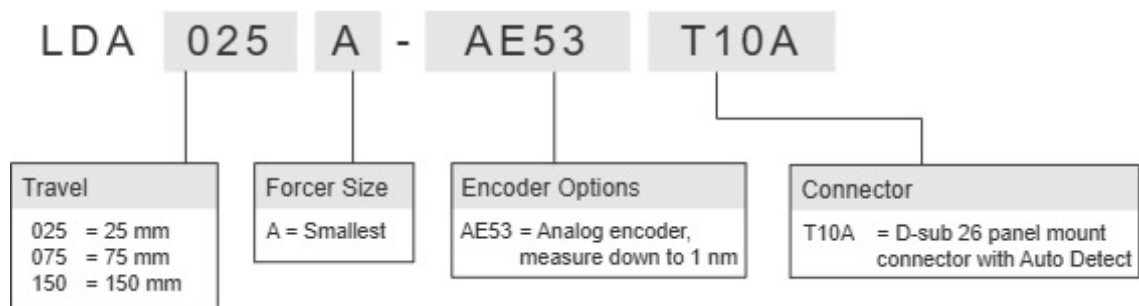 LDA 025 A - AE53 T10A
Travel
025 = 25 mm
075 = 75 mm
150 = 150 mm
Forcer Size
A = Smallest
Encoder Options
AE53 = Analog encoder,
measure down to 1 nm
Connector
T10A = D-sub 26 panel mount
connector with Auto Detect